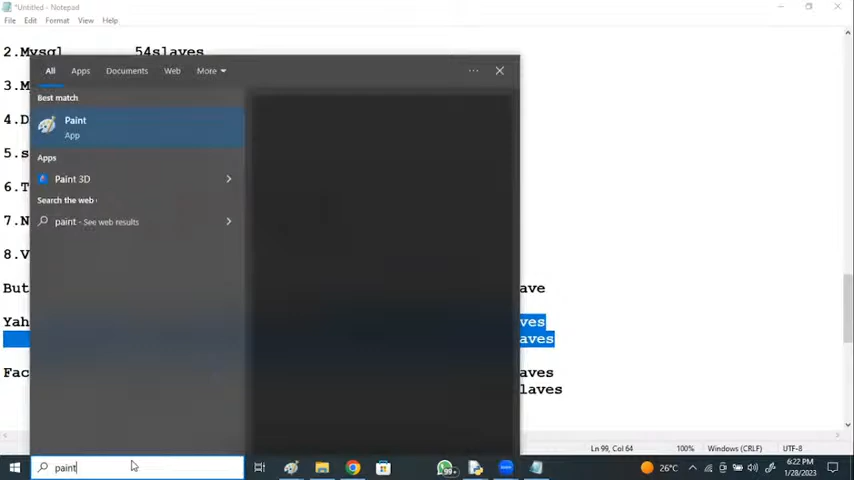 *Untitled - Notepad
File Edit Format View Help
2.Mysql 54slaves
All Apps Documents Web More
Best match
Paint
App
Apps
Paint 3D
Search the web
paint - See web results
3.M
4.D
5.s
6.T
7.N
8.V
But ave
Yah ves
aves
Fac aves
laves
Ln 99, Col 64 100% Windows (CRLF) UTF-8
paint
99+
26°C
6:22 PM
1/28/2023